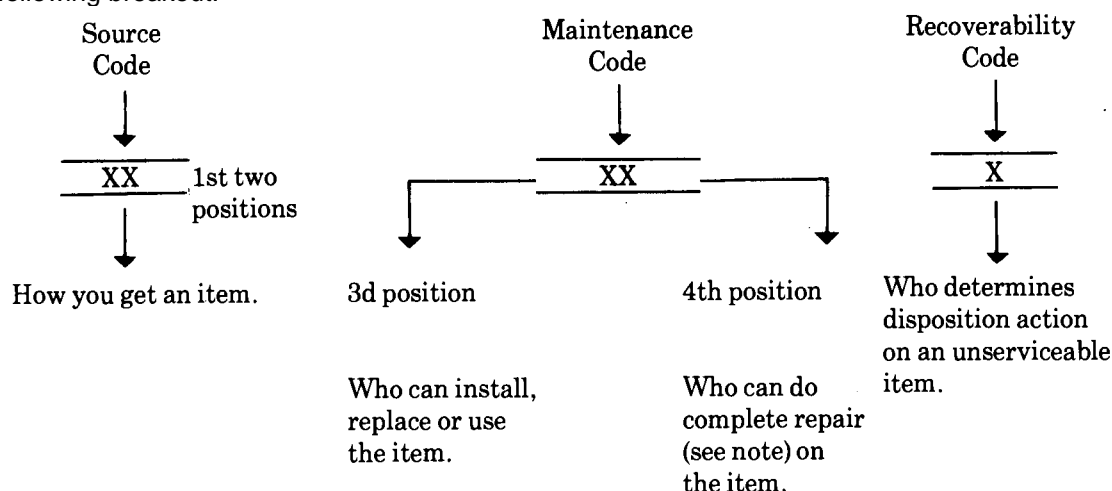 following breakout:
Source
Code
XX
1st two
positions
How you get an item.
Maintenance
Code
XX
3d position
Who can install,
replace or use
the item.
4th position
Who can do
complete repair
(see note) on
the item.
Recoverability
Code
X
Who determines
disposition action
on an unserviceable
item.